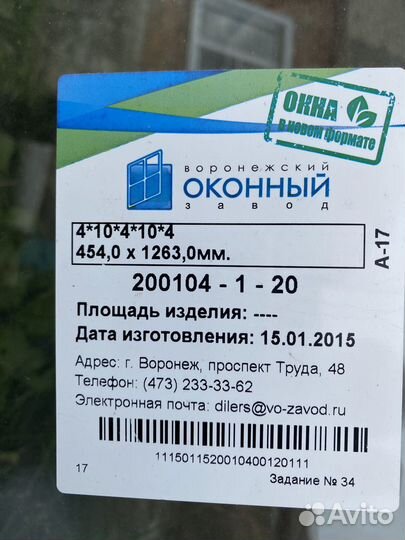 ОКНА
в новом формате
воронежский
ОКОННЫЙ
завод
4*10*4*10*4
454,0 x 1263,0мм.
А-17
200104 - 1 - 20
Площадь изделия: ----
Дата изготовления: 15.01.2015
Адрес: г. Воронеж, проспект Труда, 48
Телефон: (473) 233-33-62
Электронная почта: dilers@vo-zavod.ru
1115011520010400120111
17
Задание № 34
Avito